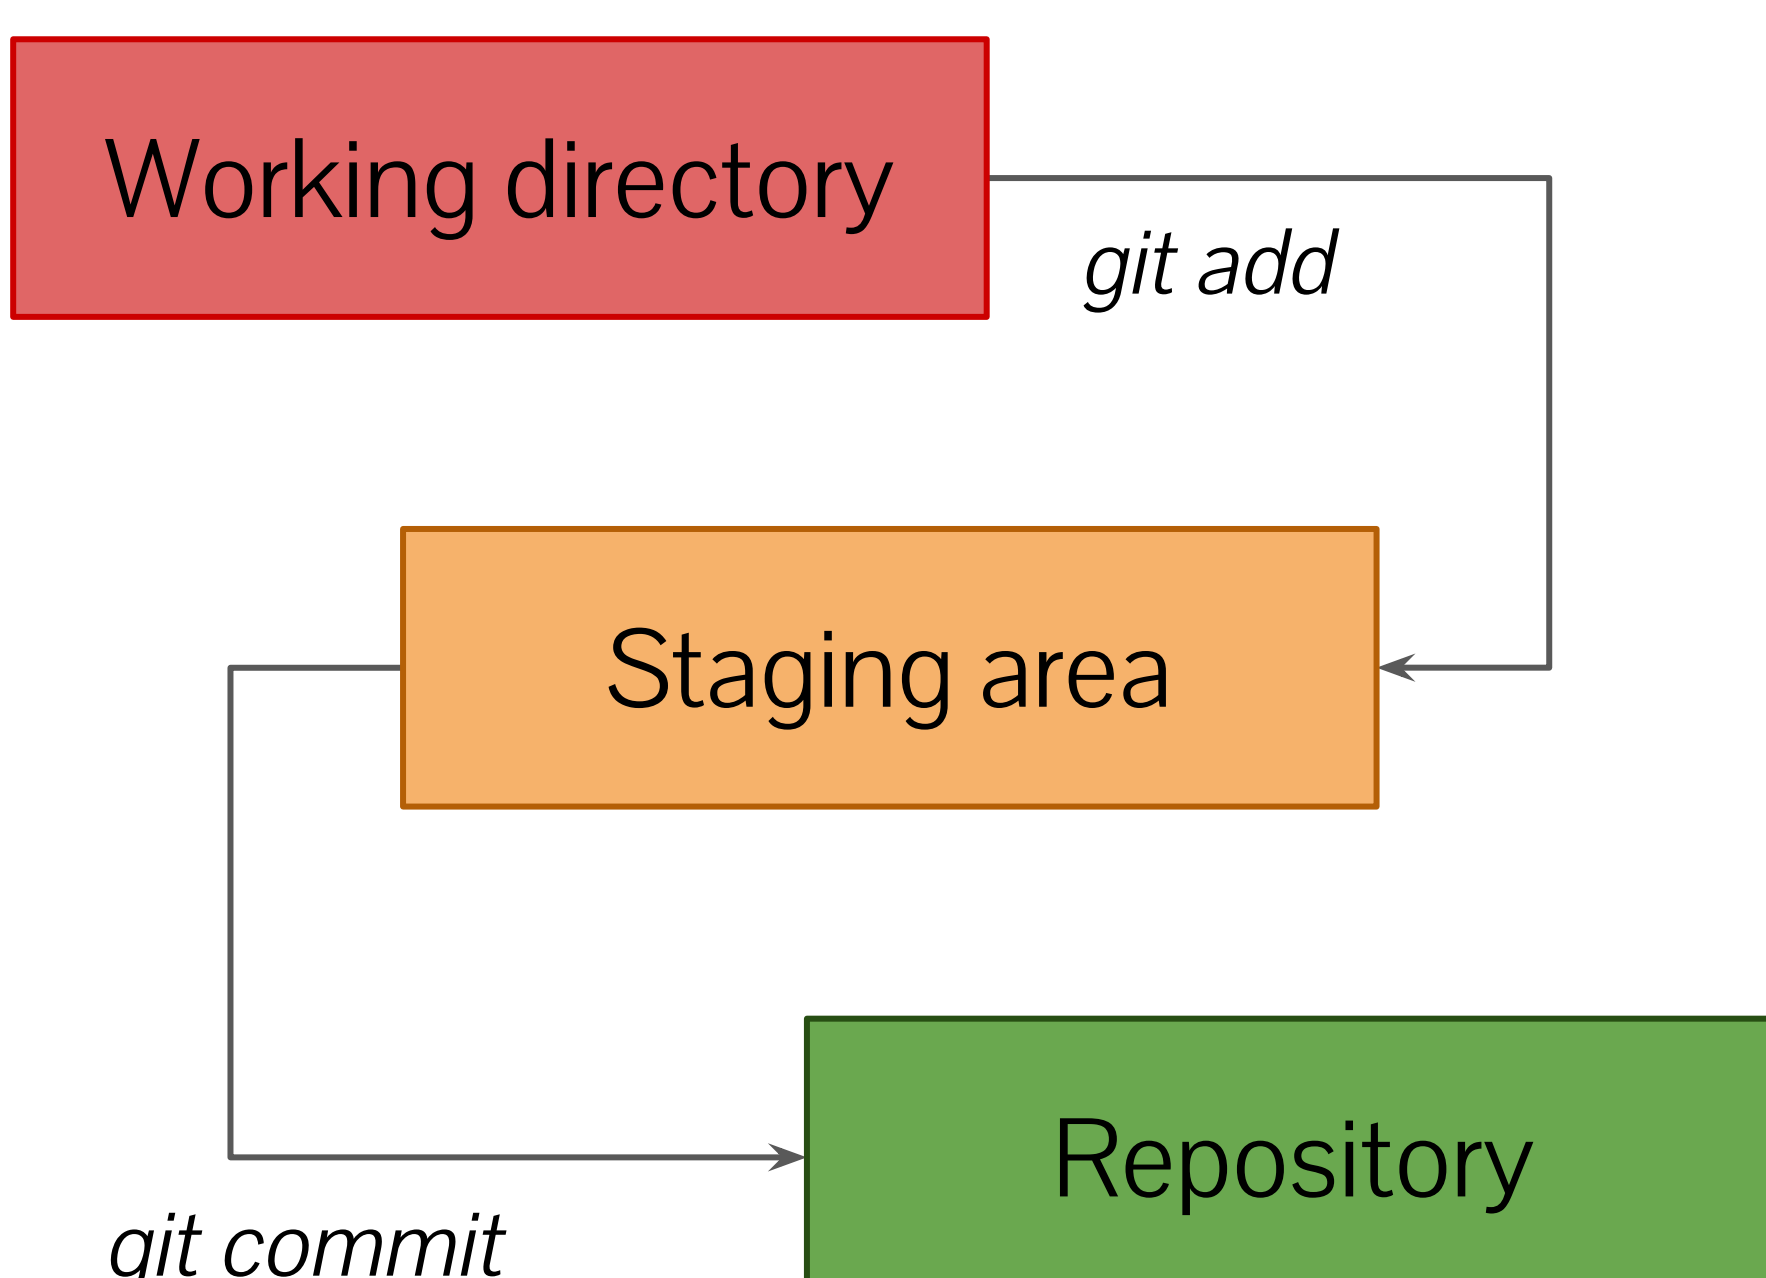 Working directory
git add
Staging area
Repository
git commit